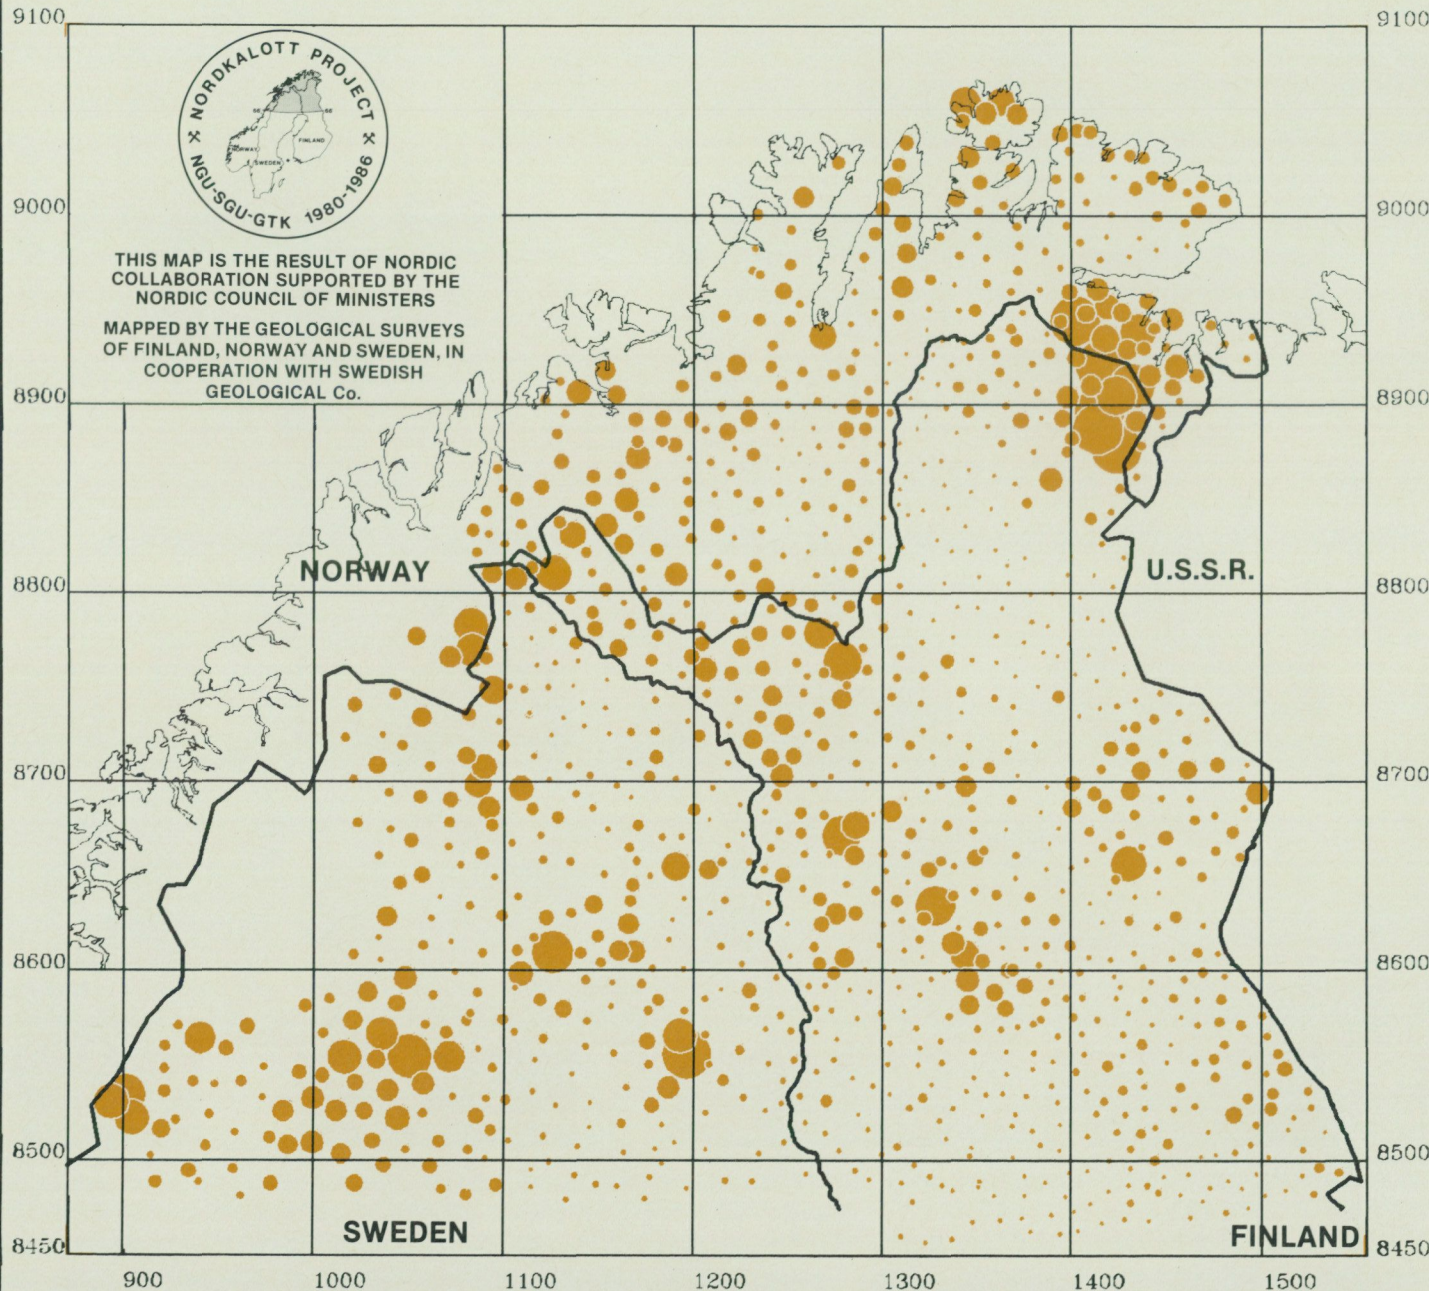 9100
9100
NORDKALOTT PROJECT
NGU-SGU-GTK 1980-1986
NORWAY
SWEDEN
FINLAND
9000
9000
THIS MAP IS THE RESULT OF NORDIC
COLLABORATION SUPPORTED BY THE
NORDIC COUNCIL OF MINISTERS
MAPPED BY THE GEOLOGICAL SURVEYS
OF FINLAND, NORWAY AND SWEDEN, IN
COOPERATION WITH SWEDISH
GEOLOGICAL Co.
8900
8900
NORWAY
U.S.S.R.
8800
8800
8700
8700
8600
8600
8500
8500
SWEDEN
FINLAND
8450
8450
900 1000 1100 1200 1300 1400 1500